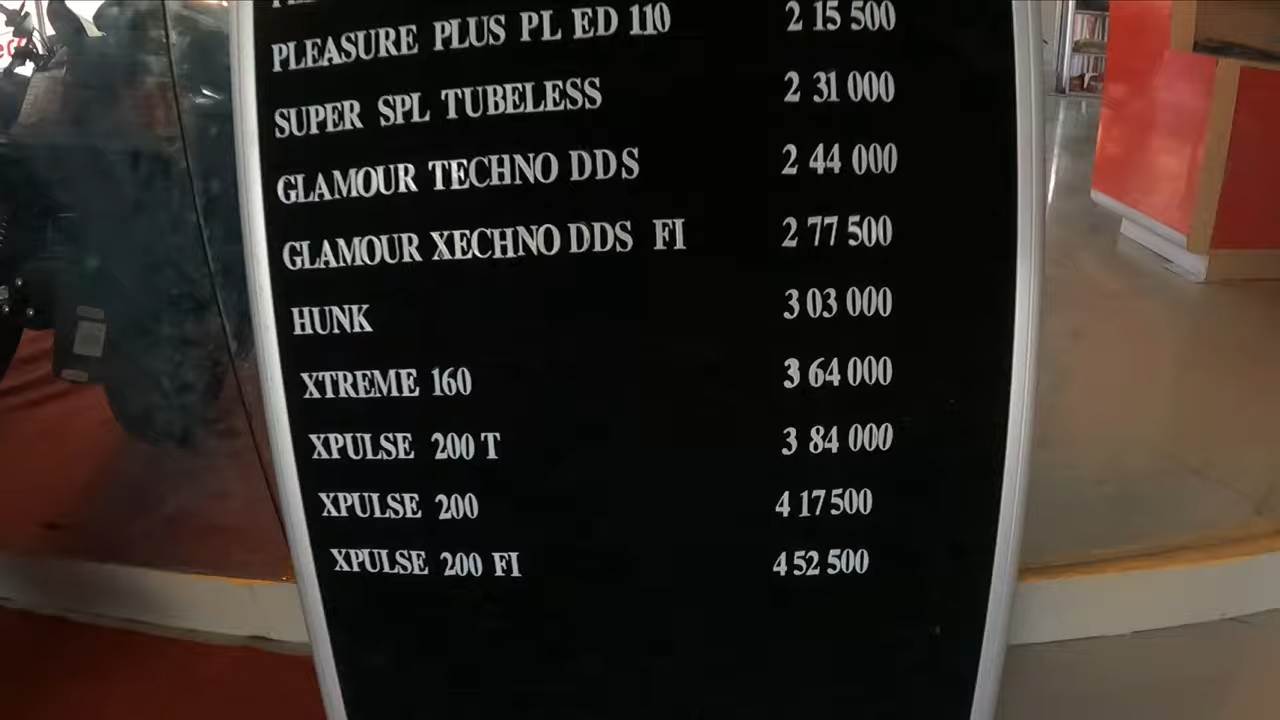 PLEASURE PLUS PL ED 110 2 15 500
SUPER SPL TUBELESS 2 31 000
GLAMOUR TECHNO DDS 2 44 000
GLAMOUR XECHNO DDS FI 2 77 500
HUNK 3 03 000
XTREME 160 3 64 000
XPULSE 200 T 3 84 000
XPULSE 200 4 17 500
XPULSE 200 FI 4 52 500